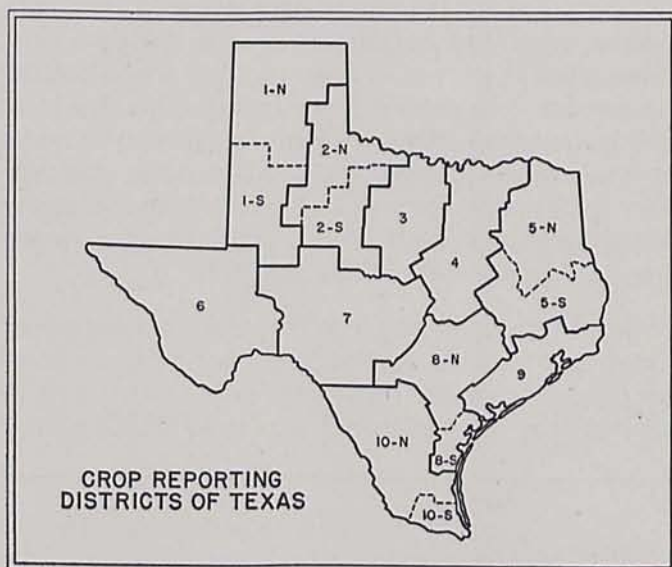 1-N
2-N
1-S
2-S
3
4
5-N
5-S
6
7
8-N
9
10-N
8-S
CROP REPORTING
DISTRICTS OF TEXAS
10-S